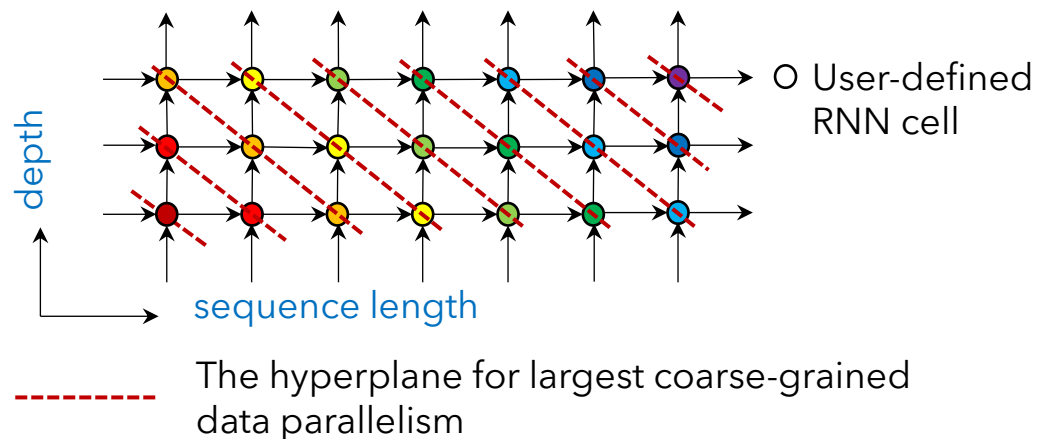 User-defined
RNN cell
depth
sequence length
The hyperplane for largest coarse-grained
data parallelism